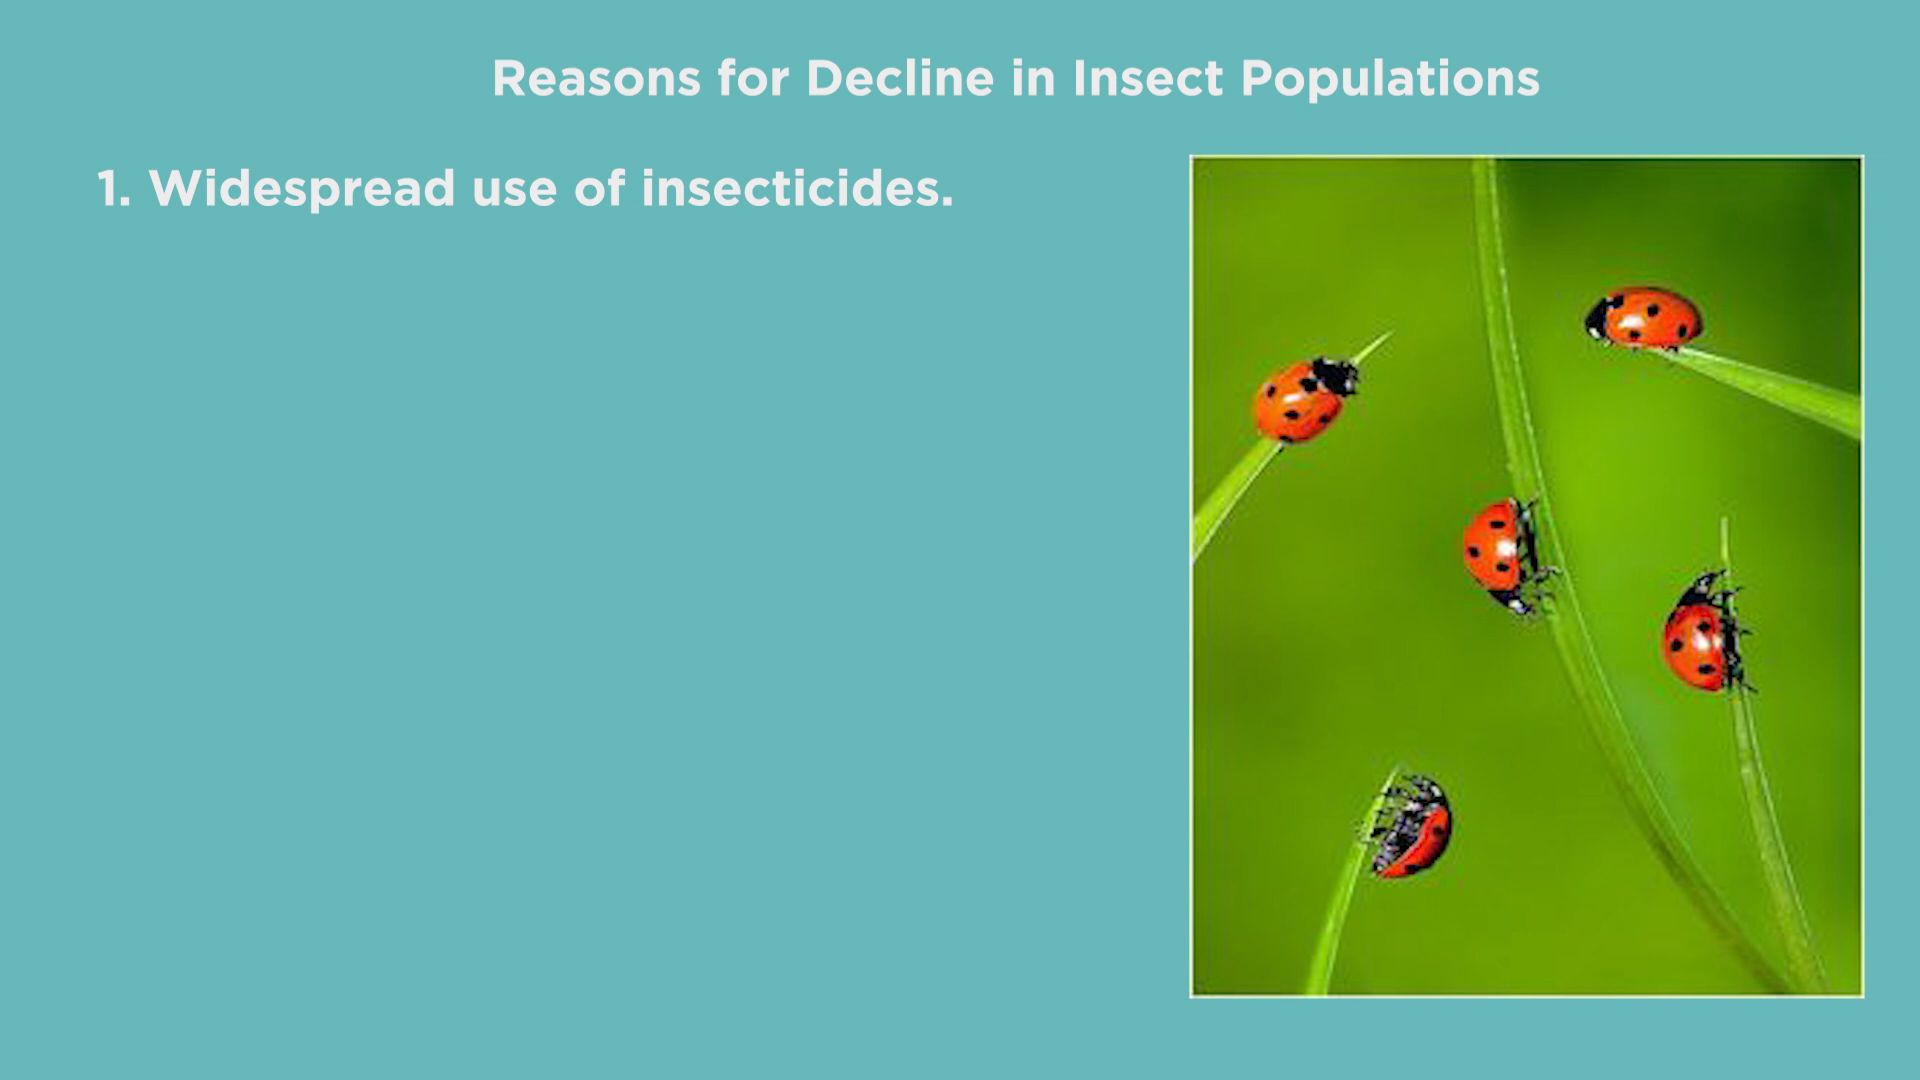 Reasons for Decline in Insect Populations
1. Widespread use of insecticides.